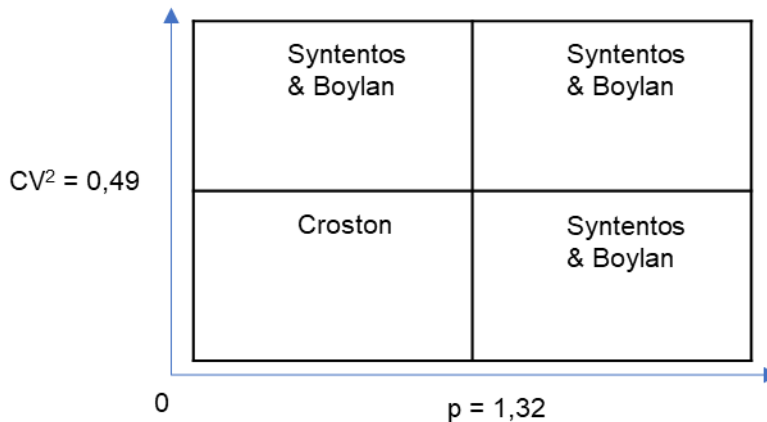 Syntentos
& Boylan
Syntentos
& Boylan
CV² = 0,49
Croston
Syntentos
& Boylan
0
p = 1,32